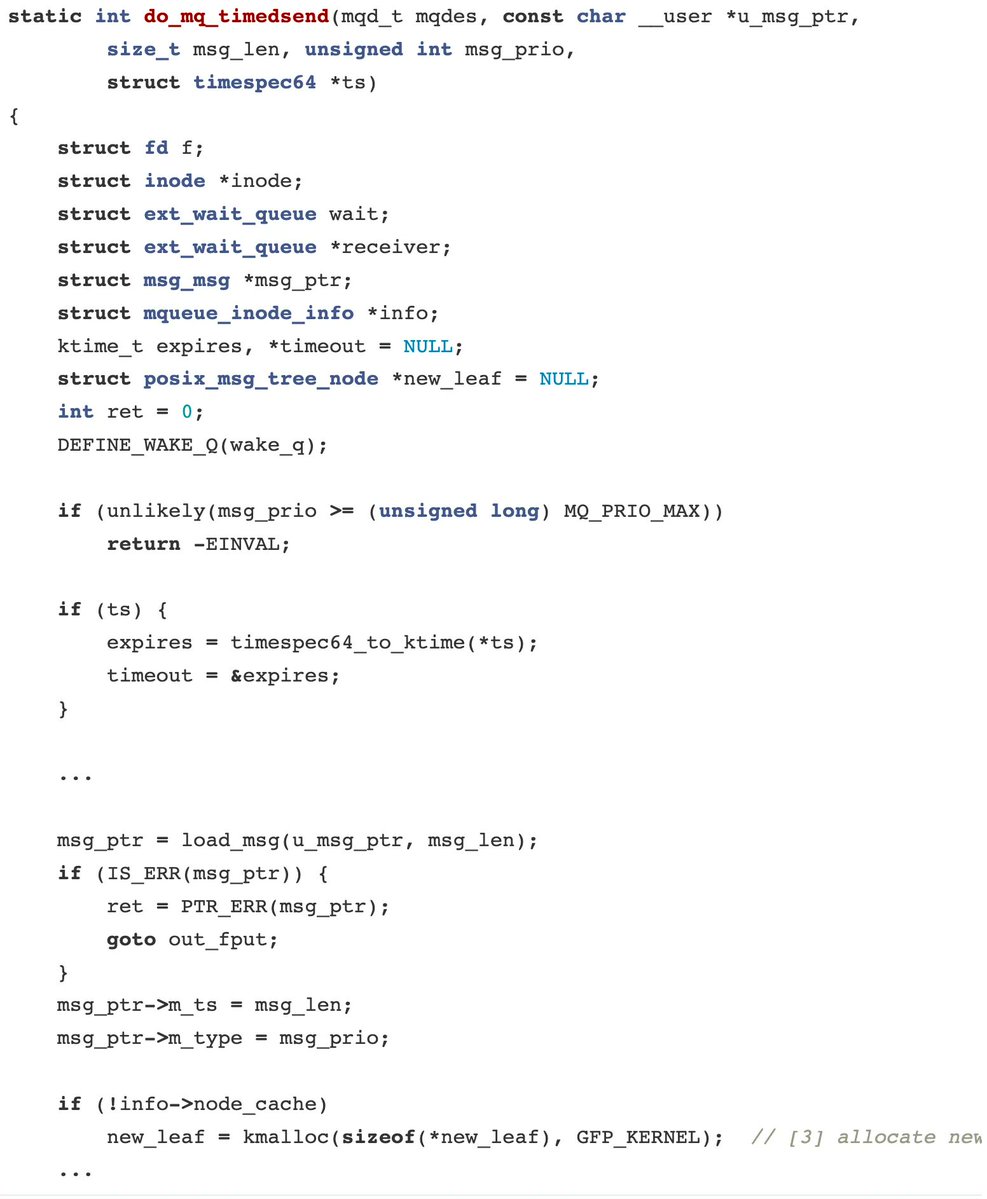 static int do_mq_timedsend(mqd_t mqdes, const char __user *u_msg_ptr,
        size_t msg_len, unsigned int msg_prio,
        struct timespec64 *ts)
{
    struct fd f;
    struct inode *inode;
    struct ext_wait_queue wait;
    struct ext_wait_queue *receiver;
    struct msg_msg *msg_ptr;
    struct mqueue_inode_info *info;
    ktime_t expires, *timeout = NULL;
    struct posix_msg_tree_node *new_leaf = NULL;
    int ret = 0;
    DEFINE_WAKE_Q(wake_q);

    if (unlikely(msg_prio >= (unsigned long) MQ_PRIO_MAX))
        return -EINVAL;

    if (ts) {
        expires = timespec64_to_ktime(*ts);
        timeout = &expires;
    }

    ...

    msg_ptr = load_msg(u_msg_ptr, msg_len);
    if (IS_ERR(msg_ptr)) {
        ret = PTR_ERR(msg_ptr);
        goto out_fput;
    }
    msg_ptr->m_ts = msg_len;
    msg_ptr->m_type = msg_prio;

    if (!info->node_cache)
        new_leaf = kmalloc(sizeof(*new_leaf), GFP_KERNEL);  // [3] allocate new
    ...